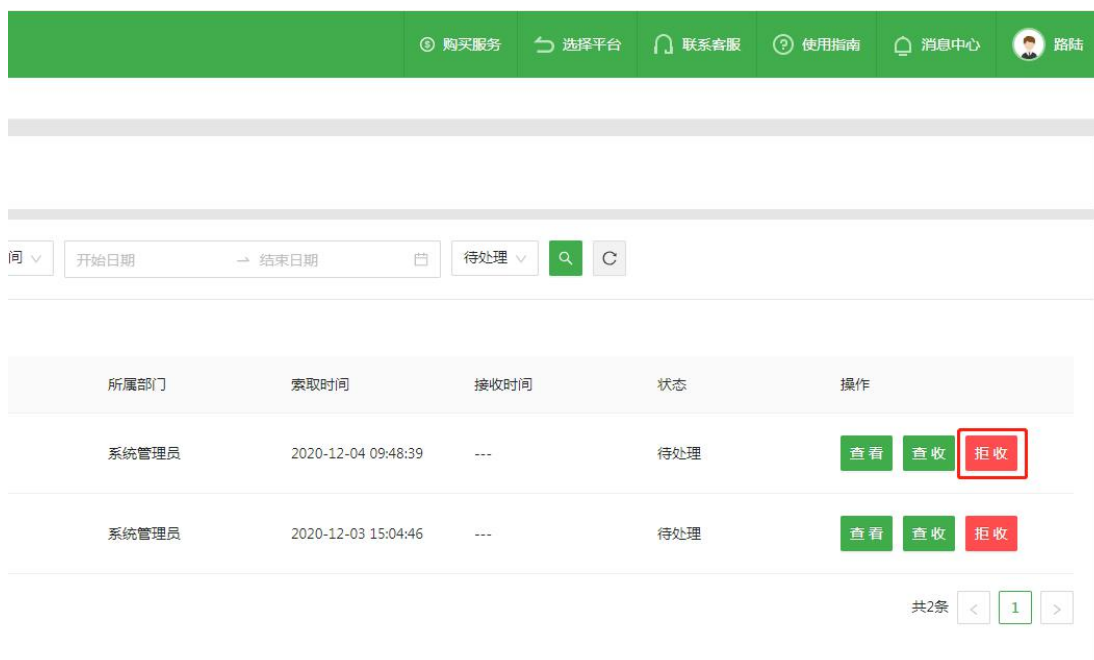 购买服务 选择平台 联系客服 使用指南 消息中心 路陆
间 开始日期 → 结束日期 待处理
所属部门 索取时间 接收时间 状态 操作
系统管理员 2020-12-04 09:48:39 --- 待处理 查看 查收 拒收
系统管理员 2020-12-03 15:04:46 --- 待处理 查看 查收 拒收
共2条 < 1 >